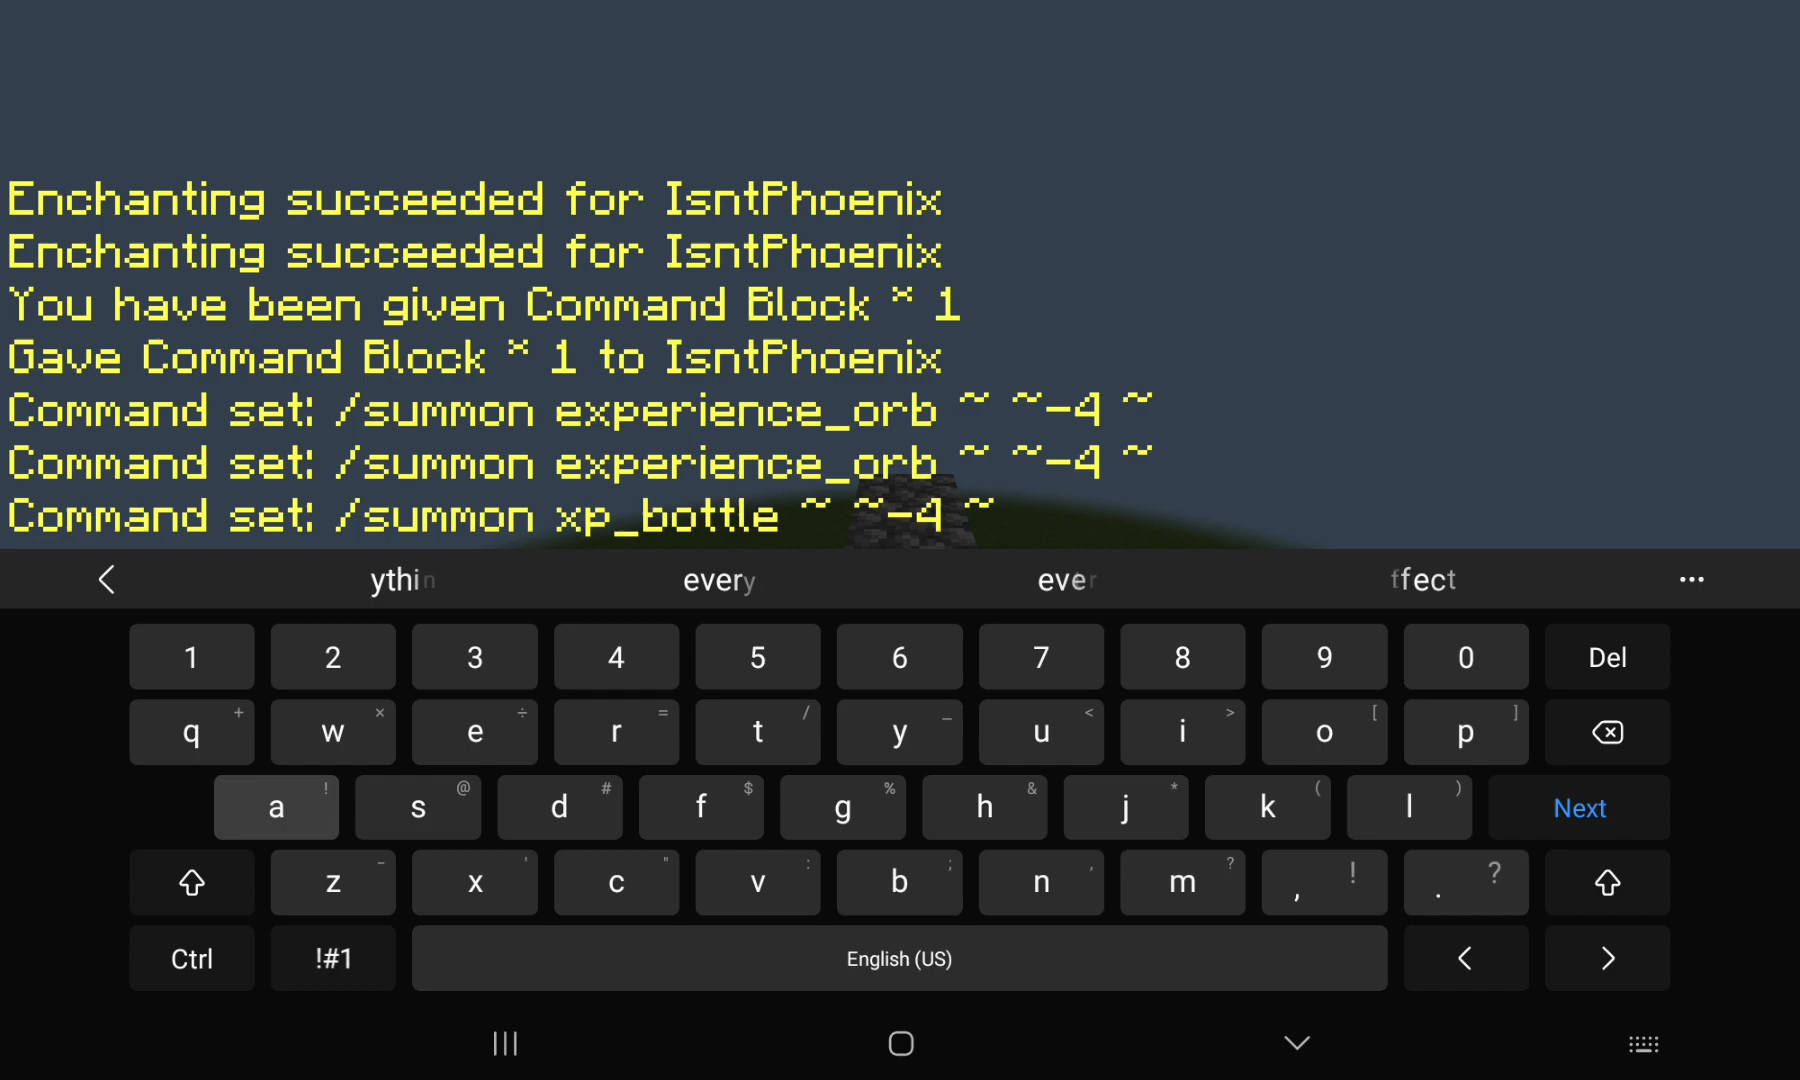 Enchanting succeeded for IsntPhoenix
Enchanting succeeded for IsntPhoenix
You have been given Command Block * 1
Gave Command Block * 1 to IsntPhoenix
Command set: /summon experience_orb ~ ~-4 ~
Command set: /summon experience_orb ~ ~-4 ~
Command set: /summon xp_bottle ~ ~-4 ~
ythin every ever ffect ...
1 2 3 4 5 6 7 8 9 0 Del
q + w × e ÷ r = t / y _ u < i > o [ p ]
a ! s @ d # f $ g % h & j * k ( l ) Next
z - x ' c " v : b ; n , m ? , ! . ?
Ctrl !#1 English (US) < >